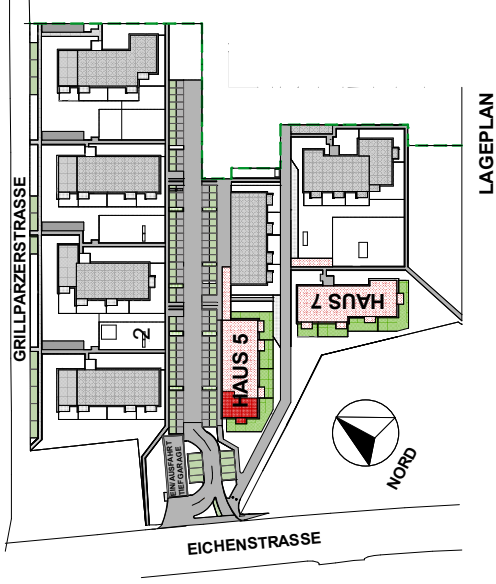 LAGEPLAN
GRILLPARZERSTRASSE
HAUS 7
2
HAUS 5
EIN/AUSFAHRT
TIEFGARAGE
NORD
EICHENSTRASSE